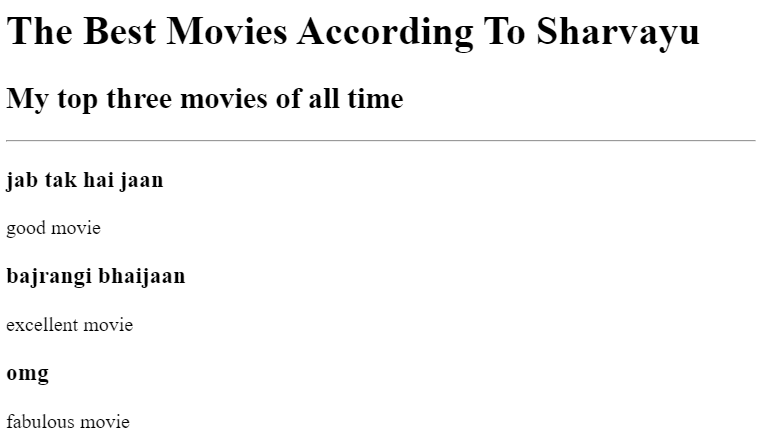 The Best Movies According To Sharvayu
My top three movies of all time
jab tak hai jaan
good movie
bajrangi bhaijaan
excellent movie
omg
fabulous movie